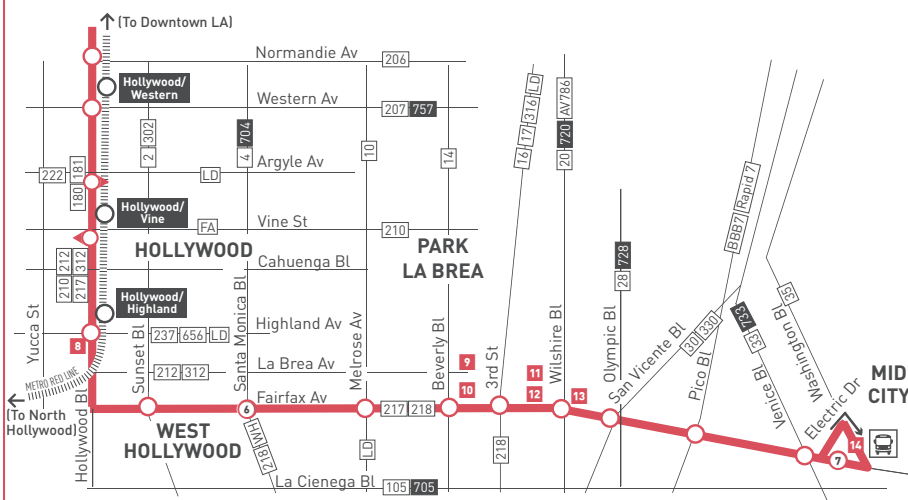 (To Downtown LA)
Normandie Av
206
Hollywood/
Western
Western Av
207 757
2 302
4 704
10
14
16 17 316 LD
20 720 AV786
222
180 181
Argyle Av
LD
Hollywood/
Vine
FA
Vine St
210
HOLLYWOOD
PARK
LA BREA
Cahuenga Bl
210 212
217 312
28 728
BBB7 Rapid 7
35
Hollywood/
Highland
Highland Av
237 656 LD
8
Yucca St
Sunset Bl
Santa Monica Bl
Melrose Av
Beverly Bl
3rd St
Wilshire Bl
Olympic Bl
San Vicente Bl
30 330
Pico Bl
733
33
Venice Bl
Washington Bl
Electric Dr
La Brea Av
212 312
9
10
11
12
13
METRO RED LINE
(To North
Hollywood)
Hollywood Bl
Fairfax Av
6
217 218
MID
CITY
WEST
HOLLYWOOD
218 WH
LD
218
14
7
La Cienega Bl
105 705